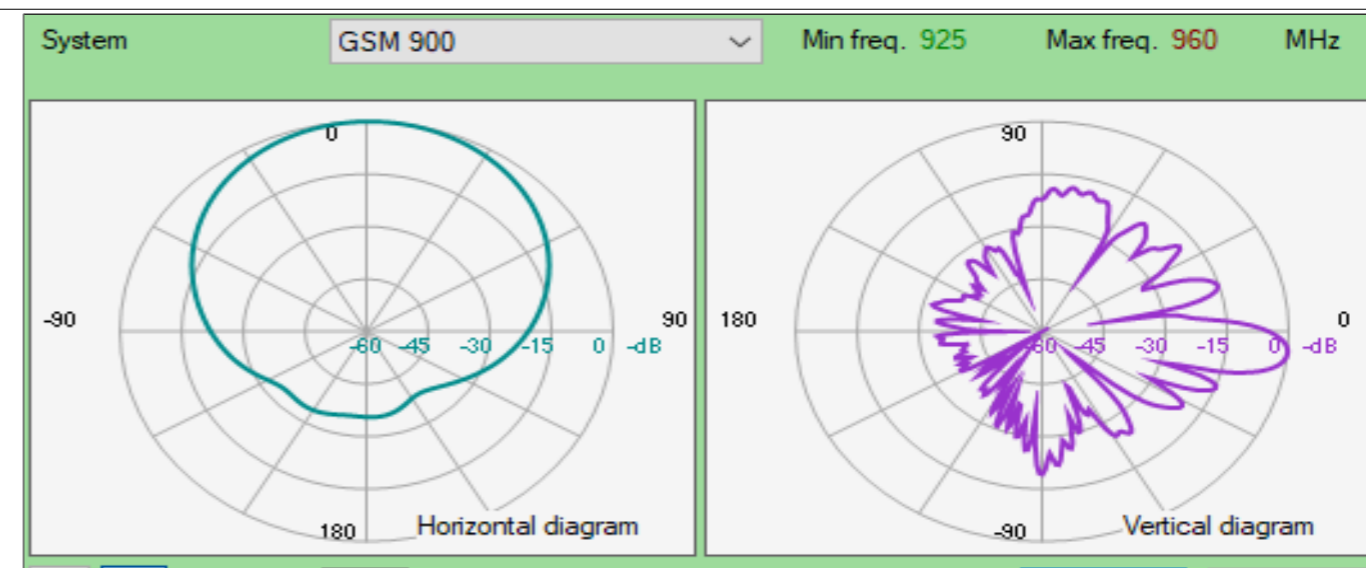 System GSM 900 Min freq. 925 Max freq. 960 MHz
0
-90 90
-60 -45 -30 -15 0 -dB
180 Horizontal diagram
90
180 0
-60 -45 -30 -15 0 -dB
-90 Vertical diagram